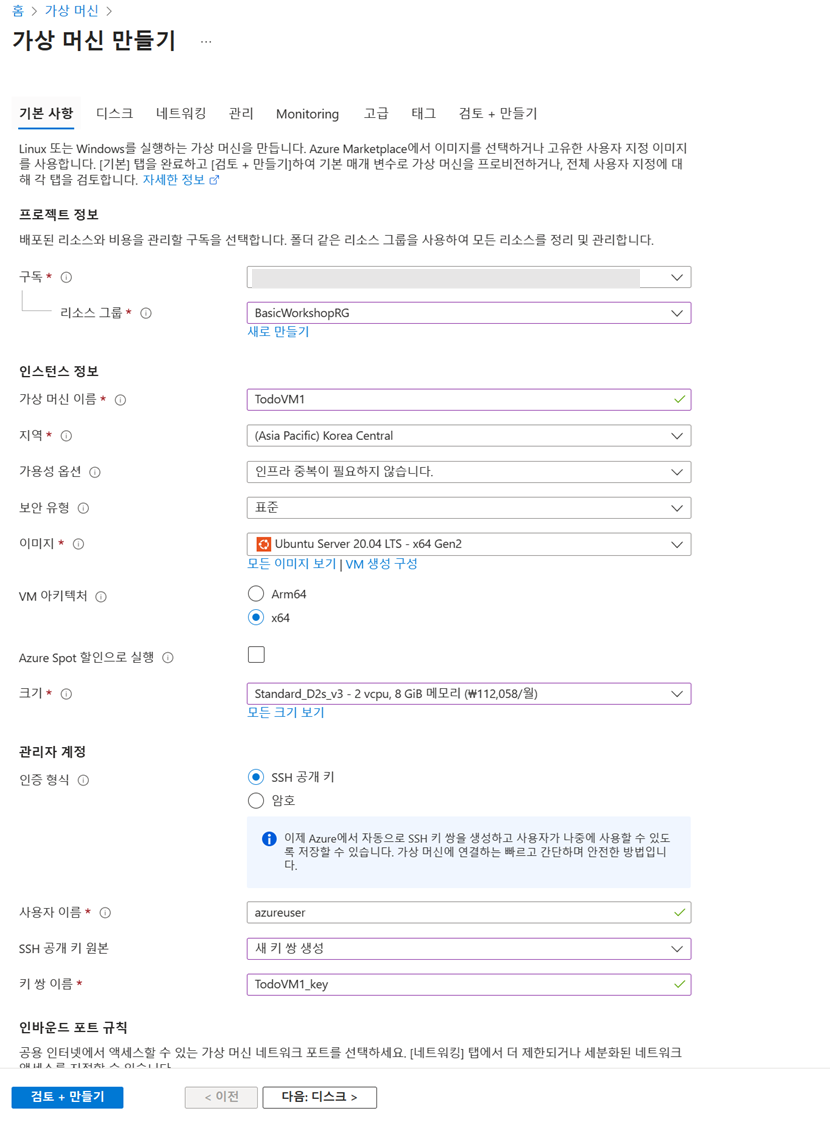 홈 > 가상 머신 >
가상 머신 만들기 ...
기본 사항 디스크 네트워킹 관리 Monitoring 고급 태그 검토 + 만들기
Linux 또는 Windows를 실행하는 가상 머신을 만듭니다. Azure Marketplace에서 이미지를 선택하거나 고유한 사용자 지정 이미지
를 사용합니다. [기본] 탭을 완료하고 [검토 + 만들기]하여 기본 매개 변수로 가상 머신을 프로비전하거나, 전체 사용자 지정에 대
해 각 탭을 검토합니다. 자세한 정보
프로젝트 정보
배포된 리소스와 비용을 관리할 구독을 선택합니다. 폴더 같은 리소스 그룹을 사용하여 모든 리소스를 정리 및 관리합니다.
구독 *
리소스 그룹 * BasicWorkshopRG
새로 만들기
인스턴스 정보
가상 머신 이름 * TodoVM1
지역 * (Asia Pacific) Korea Central
가용성 옵션 인프라 중복이 필요하지 않습니다.
보안 유형 표준
이미지 * Ubuntu Server 20.04 LTS - x64 Gen2
모든 이미지 보기 | VM 생성 구성
VM 아키텍처 Arm64
x64
Azure Spot 할인으로 실행
크기 * Standard_D2s_v3 - 2 vcpu, 8 GiB 메모리 (₩112,058/월)
모든 크기 보기
관리자 계정
인증 형식 SSH 공개 키
암호
이제 Azure에서 자동으로 SSH 키 쌍을 생성하고 사용자가 나중에 사용할 수 있도
록 저장할 수 있습니다. 가상 머신에 연결하는 빠르고 간단하며 안전한 방법입니
다.
사용자 이름 * azureuser
SSH 공개 키 원본 새 키 쌍 생성
키 쌍 이름 * TodoVM1_key
인바운드 포트 규칙
공용 인터넷에서 액세스할 수 있는 가상 머신 네트워크 포트를 선택하세요. [네트워킹] 탭에서 더 제한되거나 세분화된 네트워크
액세스를 지정할 수 있습니다.
검토 + 만들기 < 이전 다음: 디스크 >